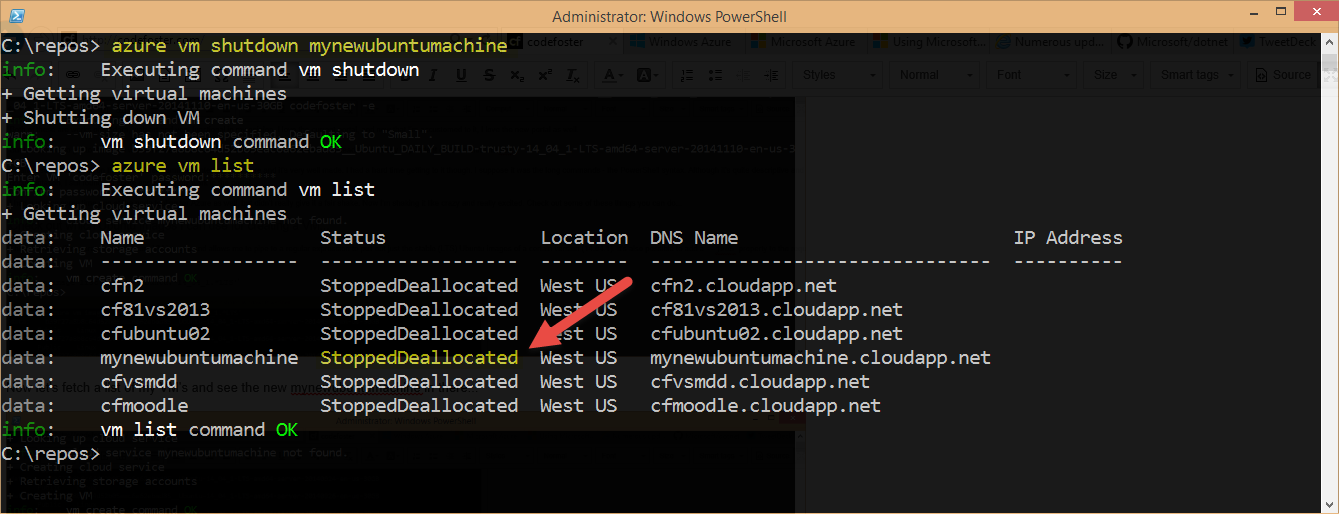 Administrator: Windows PowerShell
C:\repos> azure vm shutdown mynewubuntumachine
info:    Executing command vm shutdown
+ Getting virtual machines
+ Shutting down VM
info:    vm shutdown command OK
C:\repos> azure vm list
info:    Executing command vm list
+ Getting virtual machines
data:    Name                Status              Location  DNS Name                         IP Address
data:    ------------------  ------------------  --------  -------------------------------  ----------
data:    cfn2                StoppedDeallocated  West US   cfn2.cloudapp.net
data:    cf81vs2013          StoppedDeallocated  West US   cf81vs2013.cloudapp.net
data:    cfubuntu02          StoppedDeallocated  West US   cfubuntu02.cloudapp.net
data:    mynewubuntumachine  StoppedDeallocated  West US   mynewubuntumachine.cloudapp.net
data:    cfvsmdd             StoppedDeallocated  West US   cfvsmdd.cloudapp.net
data:    cfmoodle            StoppedDeallocated  West US   cfmoodle.cloudapp.net
info:    vm list command OK
C:\repos>